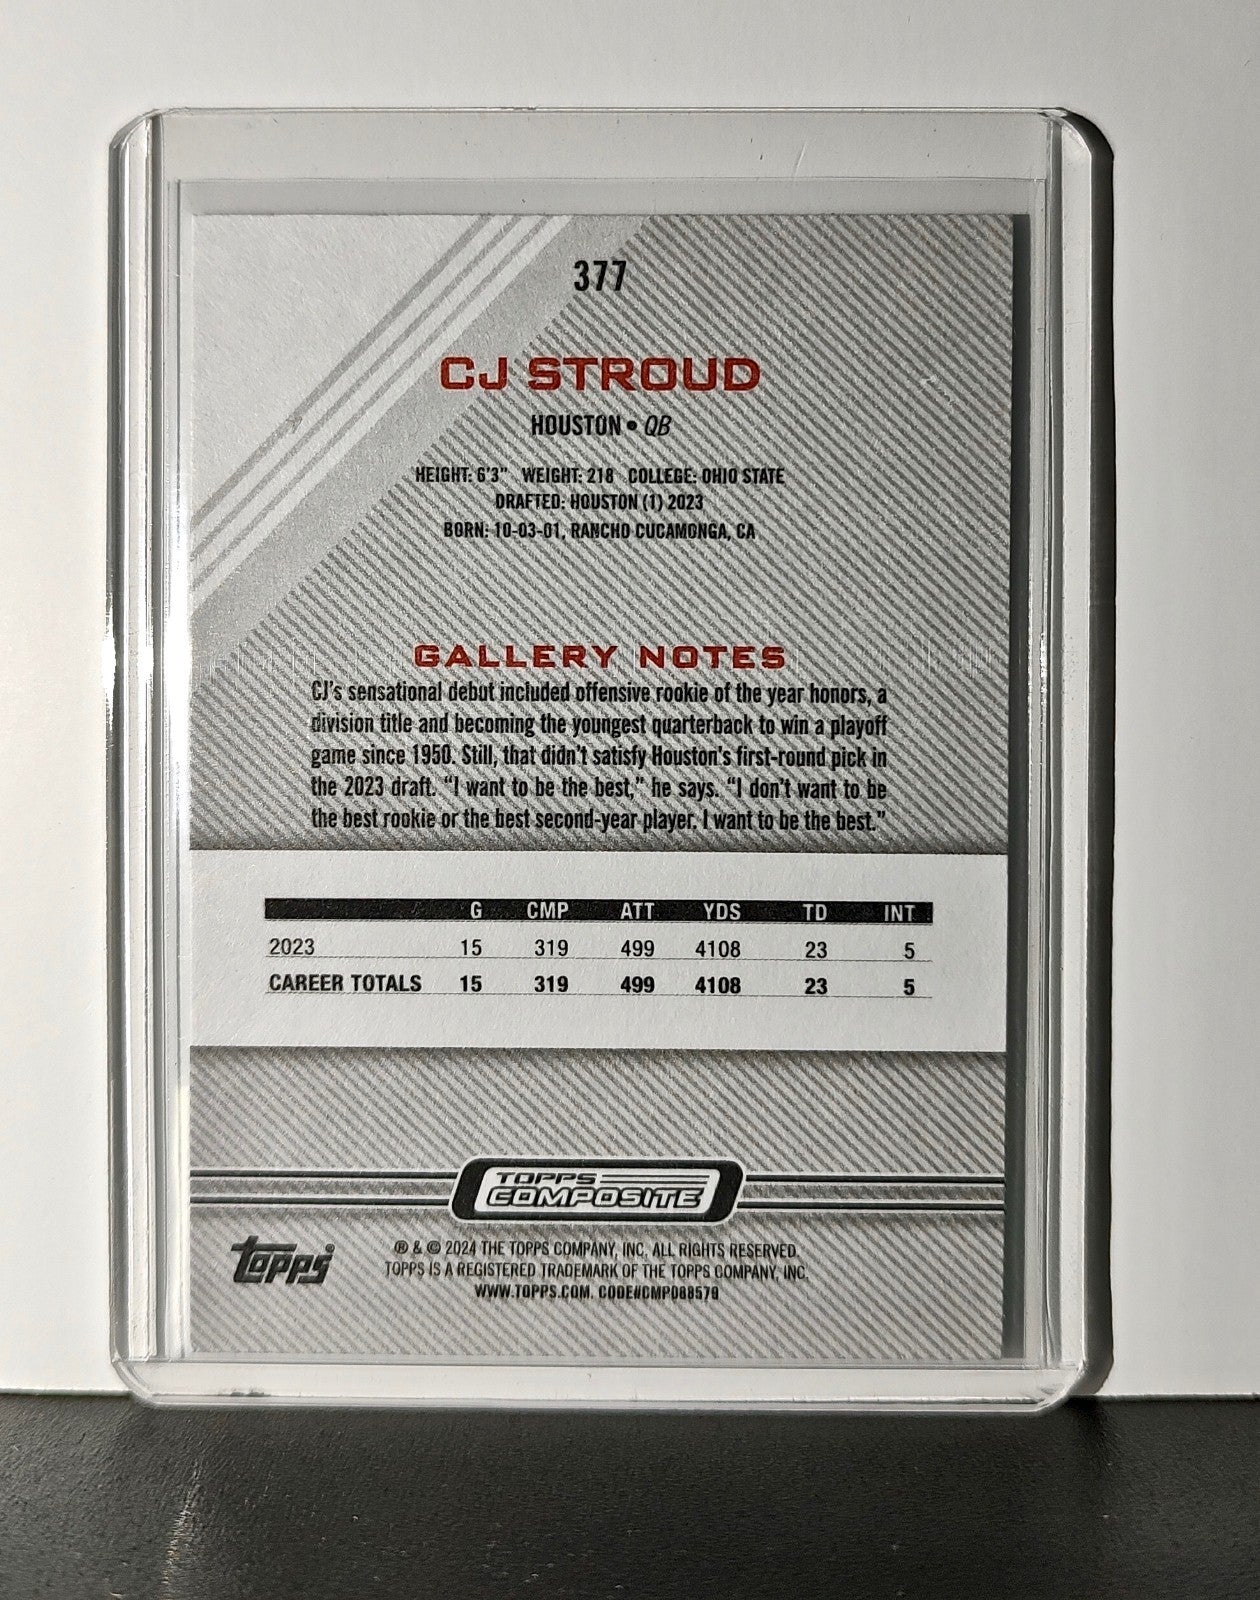 377
CJ STROUD
HOUSTON • QB
HEIGHT: 6'3" WEIGHT: 218 COLLEGE: OHIO STATE
DRAFTED: HOUSTON (1) 2023
BORN: 10-03-01, RANCHO CUCAMONGA, CA
GALLERY NOTES
CJ's sensational debut included offensive rookie of the year honors, a
division title and becoming the youngest quarterback to win a playoff
game since 1950. Still, that didn't satisfy Houston's first-round pick in
the 2023 draft. “I want to be the best,” he says. “I don't want to be
the best rookie or the best second-year player. I want to be the best.”
G CMP ATT YDS TD INT
2023 15 319 499 4108 23 5
CAREER TOTALS 15 319 499 4108 23 5
TOPPS
COMPOSITE
topps®
® & © 2024 THE TOPPS COMPANY, INC. ALL RIGHTS RESERVED.
TOPPS IS A REGISTERED TRADEMARK OF THE TOPPS COMPANY, INC.
WWW.TOPPS.COM. CODE#CMP088579